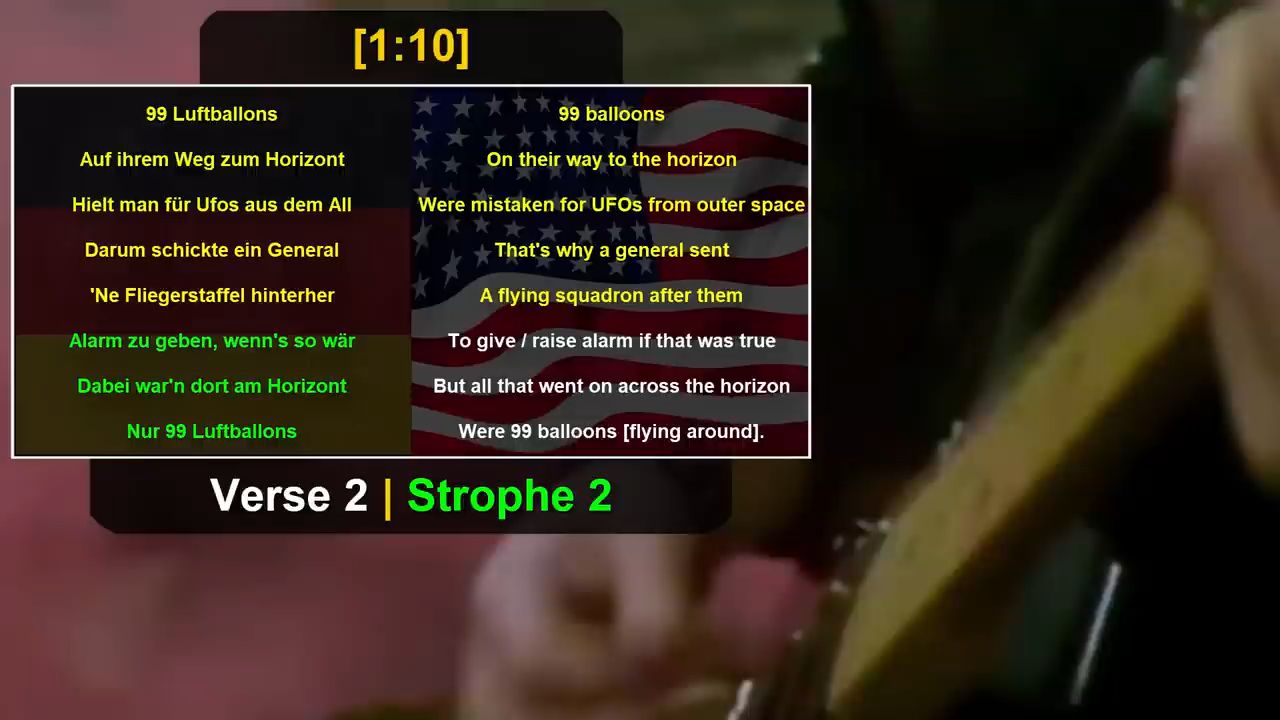 [1:10]
99 Luftballons
Auf ihrem Weg zum Horizont
Hielt man für Ufos aus dem All
Darum schickte ein General
'Ne Fliegerstaffel hinterher
Alarm zu geben, wenn's so wär
Dabei war'n dort am Horizont
Nur 99 Luftballons
99 balloons
On their way to the horizon
Were mistaken for UFOs from outer space
That's why a general sent
A flying squadron after them
To give / raise alarm if that was true
But all that went on across the horizon
Were 99 balloons [flying around].
Verse 2 | Strophe 2